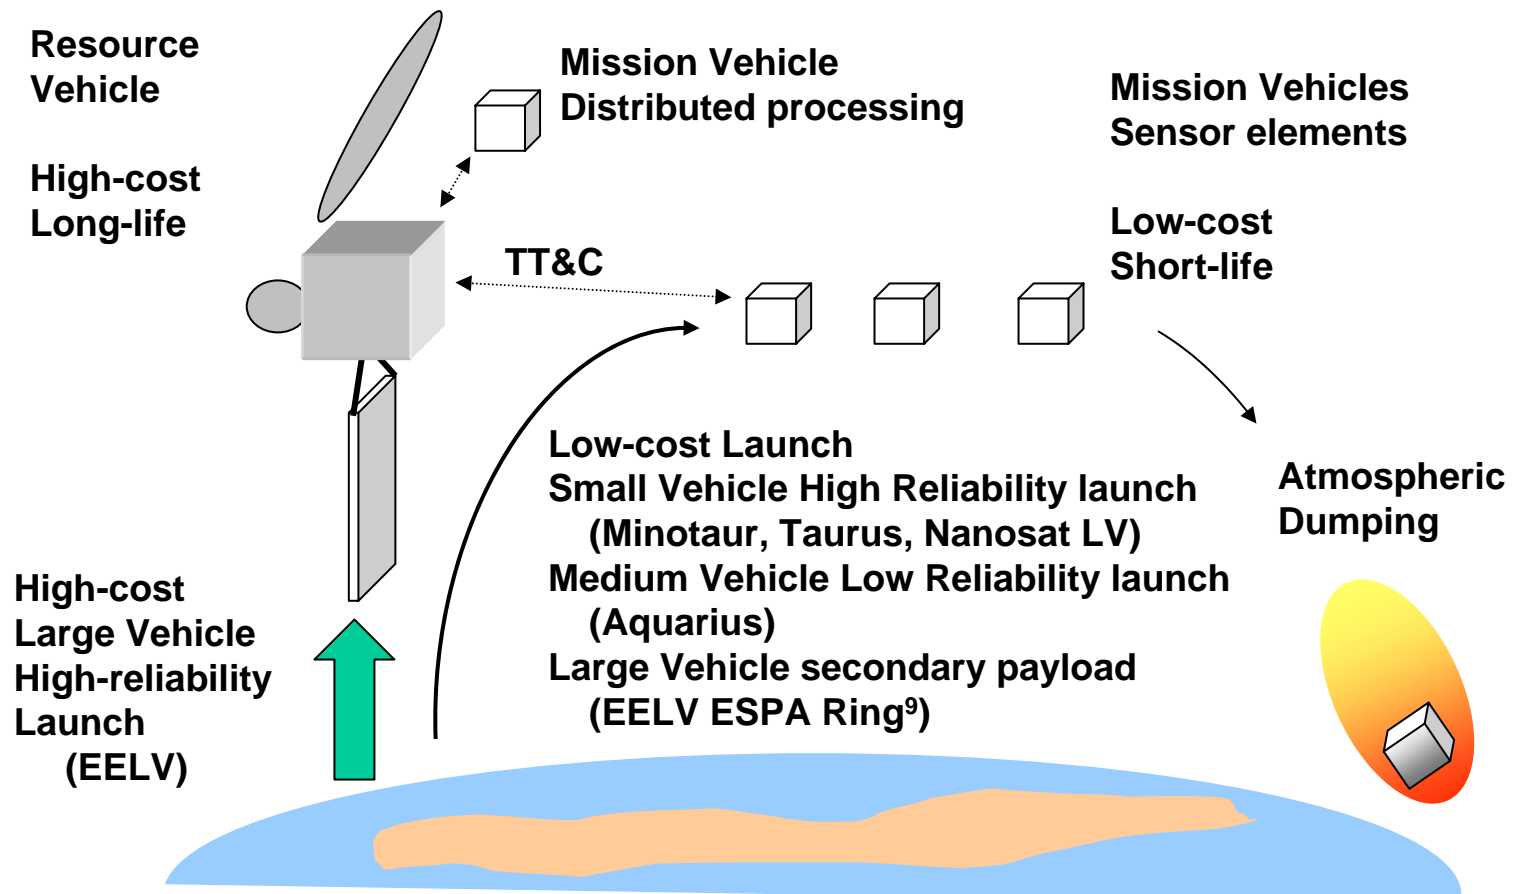 Resource
Vehicle
High-cost
Long-life
Mission Vehicle
Distributed processing
Mission Vehicles
Sensor elements
Low-cost
Short-life
TT&C
Low-cost Launch
Small Vehicle High Reliability launch
(Minotaur, Taurus, Nanosat LV)
Medium Vehicle Low Reliability launch
(Aquarius)
Large Vehicle secondary payload
(EELV ESPA Ring⁹)
Atmospheric
Dumping
High-cost
Large Vehicle
High-reliability
Launch
(EELV)